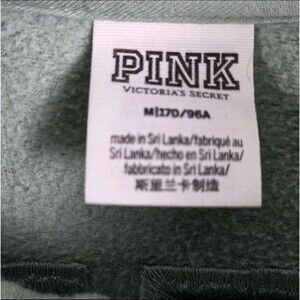 PINK
VICTORIA'S SECRET
M|170/96A
made in Sri Lanka/fabriqué au
Sri Lanka/hecho en Sri Lanka/
fabbricato in Sri Lanka/
斯里兰卡制造